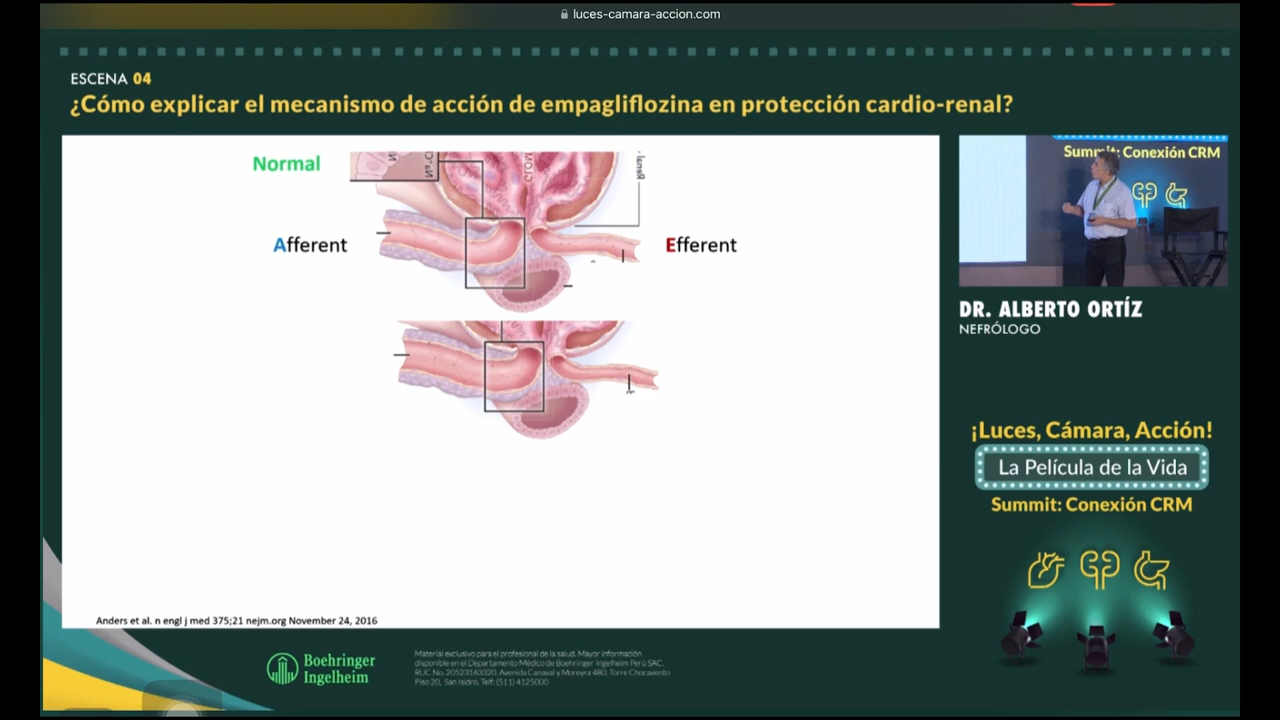 luces-camara-accion.com
ESCENA 04
¿Cómo explicar el mecanismo de acción de empagliflozina en protección cardio-renal?
Normal
Afferent
Efferent
Renal
Anders et al. n engl j med 375;21 nejm.org November 24, 2016
Summit: Conexión CRM
DR. ALBERTO ORTÍZ
NEFRÓLOGO
¡Luces, Cámara, Acción!
La Película de la Vida
Summit: Conexión CRM
Boehringer
Ingelheim
Material exclusivo para el profesional de la salud. Mayor información
disponible en el Departamento Médico de Boehringer Ingelheim Perú SAC.
RUC No. 20523163320. Avenida Canaval y Moreyra 480, Torre Chocavento
Piso 20, San Isidro. Telf: (511) 4125000